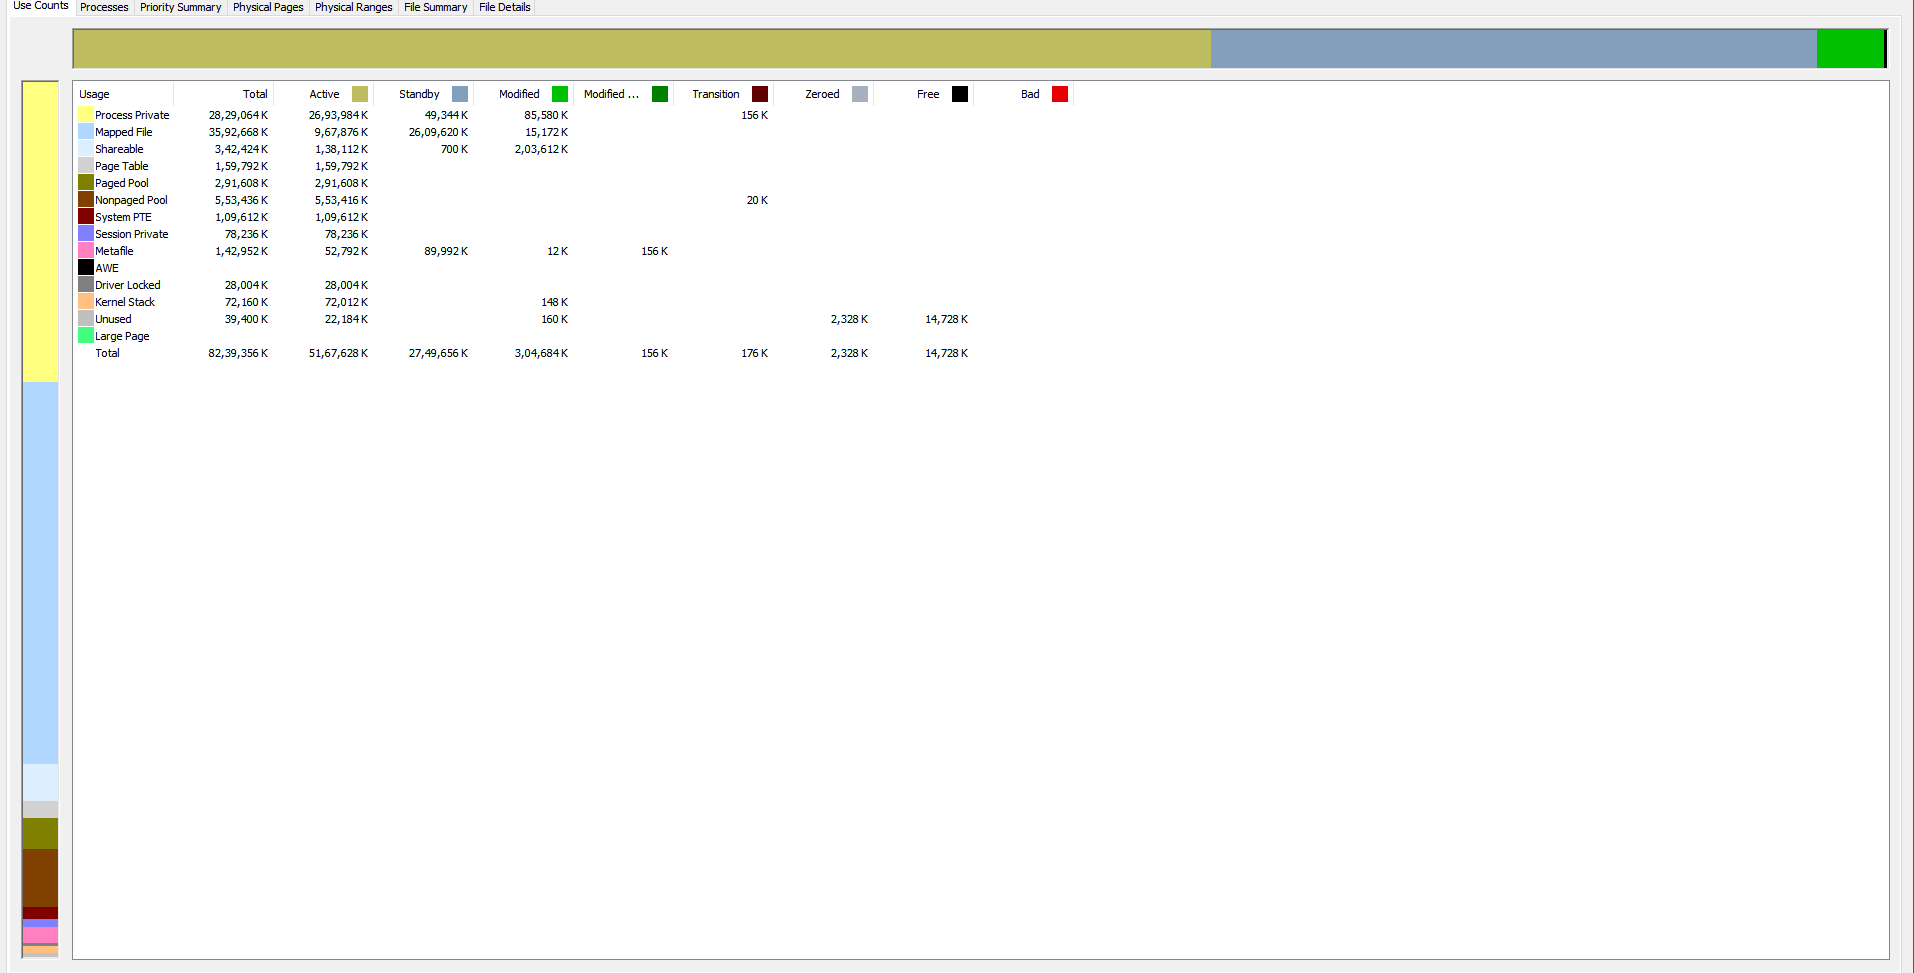 Use Counts Processes Priority Summary Physical Pages Physical Ranges File Summary File Details
Usage Total Active Standby Modified Modified ... Transition Zeroed Free Bad
Process Private 28,29,064 K 26,93,984 K 49,344 K 85,580 K 156 K
Mapped File 35,92,668 K 9,67,876 K 26,09,620 K 15,172 K
Shareable 3,42,424 K 1,38,112 K 700 K 2,03,612 K
Page Table 1,59,792 K 1,59,792 K
Paged Pool 2,91,608 K 2,91,608 K
Nonpaged Pool 5,53,436 K 5,53,416 K 20 K
System PTE 1,09,612 K 1,09,612 K
Session Private 78,236 K 78,236 K
Metafile 1,42,952 K 52,792 K 89,992 K 12 K 156 K
AWE
Driver Locked 28,004 K 28,004 K
Kernel Stack 72,160 K 72,012 K 148 K
Unused 39,400 K 22,184 K 160 K 2,328 K 14,728 K
Large Page
Total 82,39,356 K 51,67,628 K 27,49,656 K 3,04,684 K 156 K 176 K 2,328 K 14,728 K